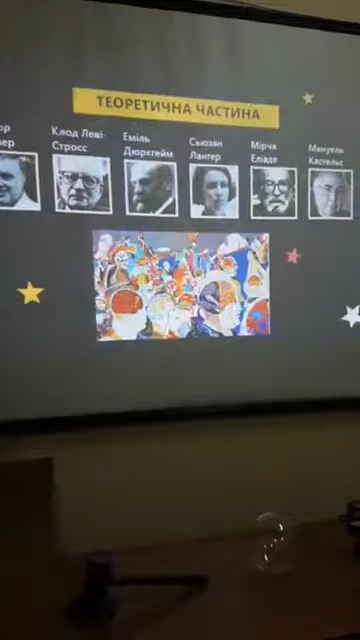 ТЕОРЕТИЧНА ЧАСТИНА
Клод Леві-
Стросс
Еміль
Дюркгейм
Сьюзан
Лангер
Мірча
Еліаде
Мануель
Кастельс